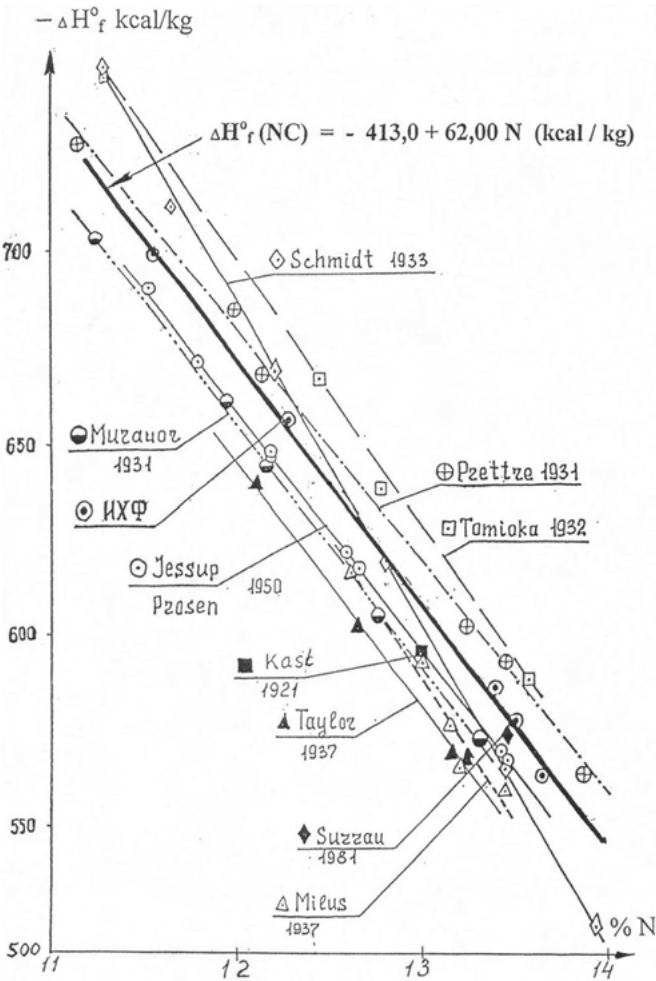 − ΔH°f kcal/kg
ΔH°f (NC) = - 413,0 + 62,00 N (kcal / kg)
700
Schmidt 1933
650
Muraour
1931
Prettre 1931
ИХФ
Tomioka 1932
Jessup 1950
Prosen
600
Kast
1921
Taylor
1937
550
Suzzau
1981
Milus
1937
% N
500
11
12
13
14